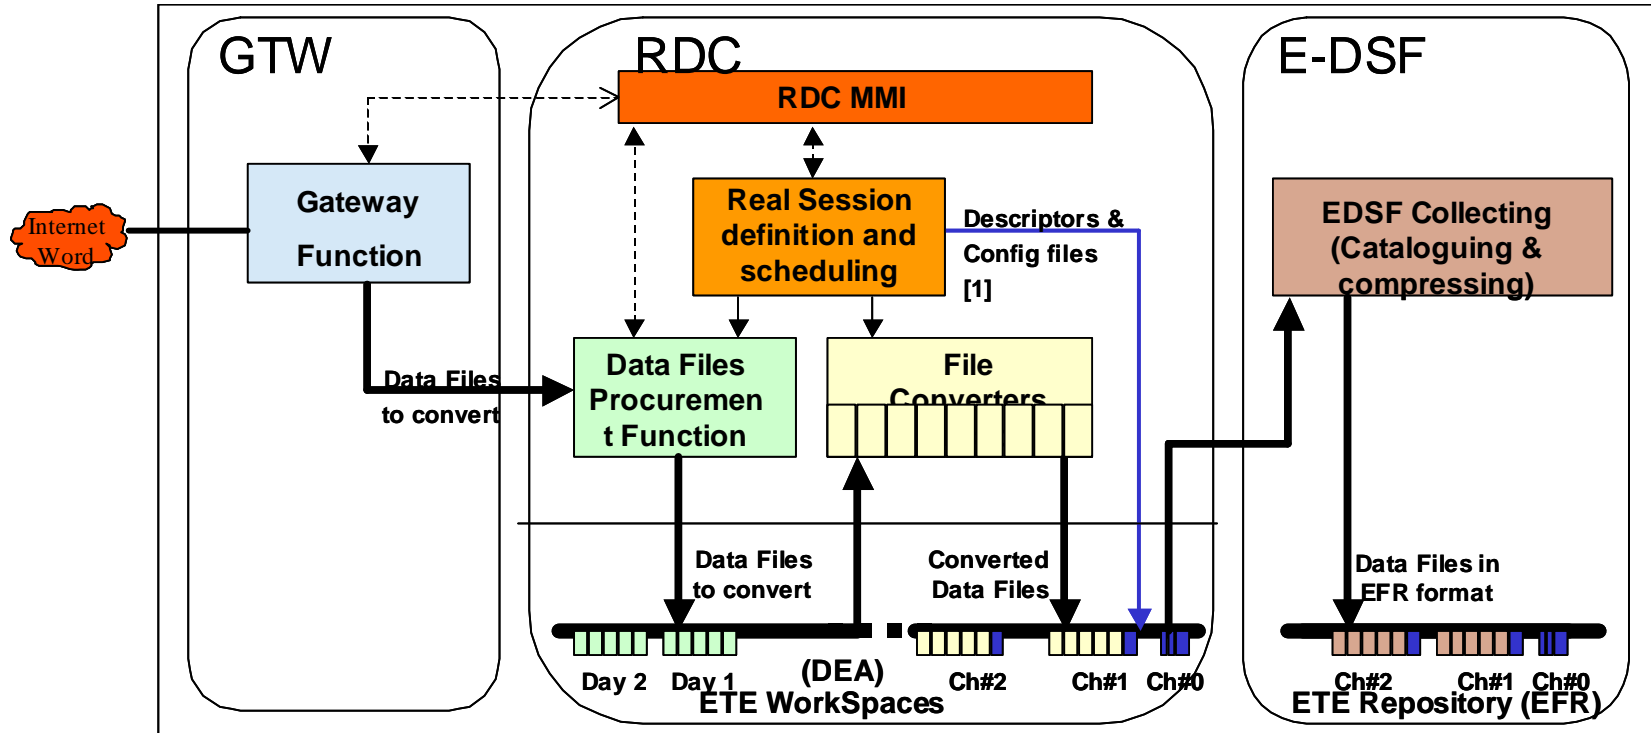 GTW
RDC
E-DSF
RDC MMI
Gateway
Function
Internet
Word
Real Session
definition and
scheduling
Descriptors &
Config files
[1]
EDSF Collecting
(Cataloguing &
compressing)
Data Files
to convert
Data Files
Procuremen
t Function
File
Converters
Data Files
to convert
Converted
Data Files
Data Files in
EFR format
Day 2
Day 1
(DEA)
ETE WorkSpaces
Ch#2
Ch#1
Ch#0
Ch#2
Ch#1
Ch#0
ETE Repository (EFR)